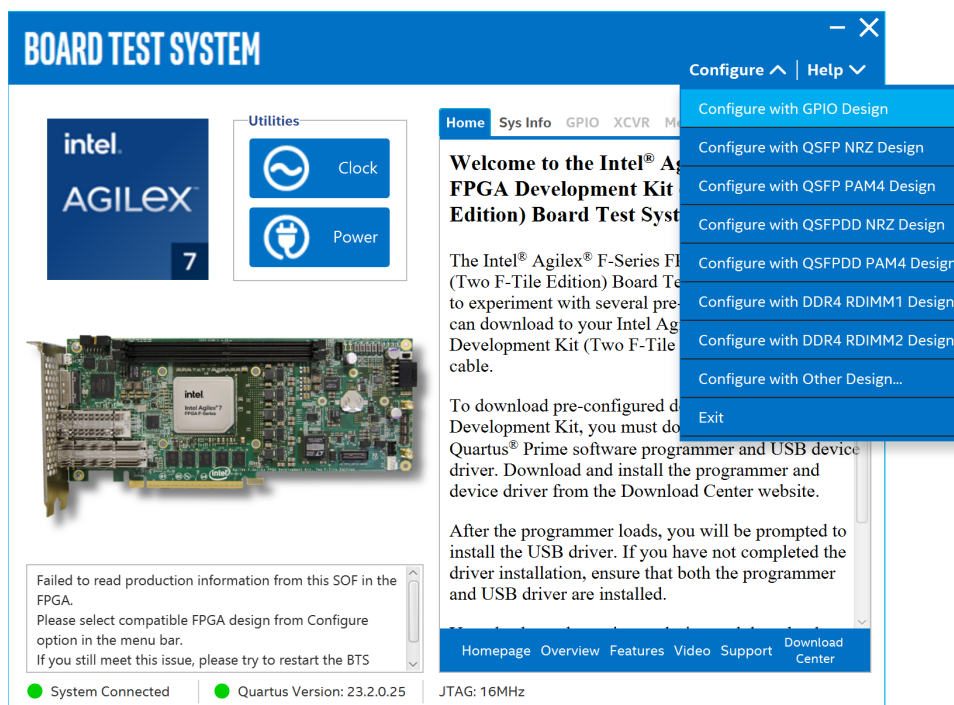 BOARD TEST SYSTEM
Configure
Help
Configure with GPIO Design
Configure with QSFP NRZ Design
Configure with QSFP PAM4 Design
Configure with QSFPDD NRZ Design
Configure with QSFPDD PAM4 Design
Configure with DDR4 RDIMM1 Design
Configure with DDR4 RDIMM2 Design
Configure with Other Design...
Exit
intel.
AGILEX™
7
Utilities
Clock
Power
Home Sys Info GPIO XCVR
Welcome to the Intel®
FPGA Development Kit
Edition) Board Test
The Intel® Agilex® F-Series
(Two F-Tile Edition) Board
to experiment with several
can download to your Intel
Development Kit (Two F-Tile
cable.
To download pre-configured
Development Kit, you must
Quartus® Prime software programmer and USB device
driver. Download and install the programmer and
device driver from the Download Center website.
After the programmer loads, you will be prompted to
install the USB driver. If you have not completed the
driver installation, ensure that both the programmer
and USB driver are installed.
Homepage Overview Features Video Support Download
Center
intel
Intel Agilex® 7
FPGA F-Series
intel
Failed to read production information from this SOF in the
FPGA.
Please select compatible FPGA design from Configure
option in the menu bar.
If you still meet this issue, please try to restart the BTS
System Connected
Quartus Version: 23.2.0.25
JTAG: 16MHz